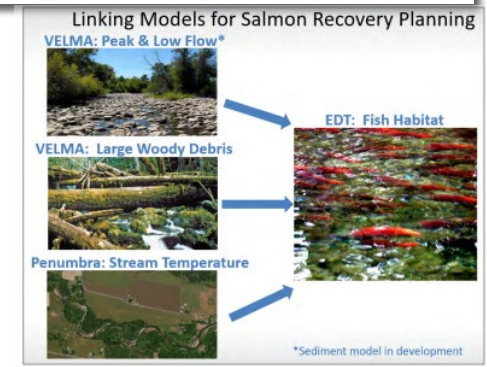 Linking Models for Salmon Recovery Planning
VELMA: Peak & Low Flow*
VELMA: Large Woody Debris
Penumbra: Stream Temperature
EDT: Fish Habitat
*Sediment model in development